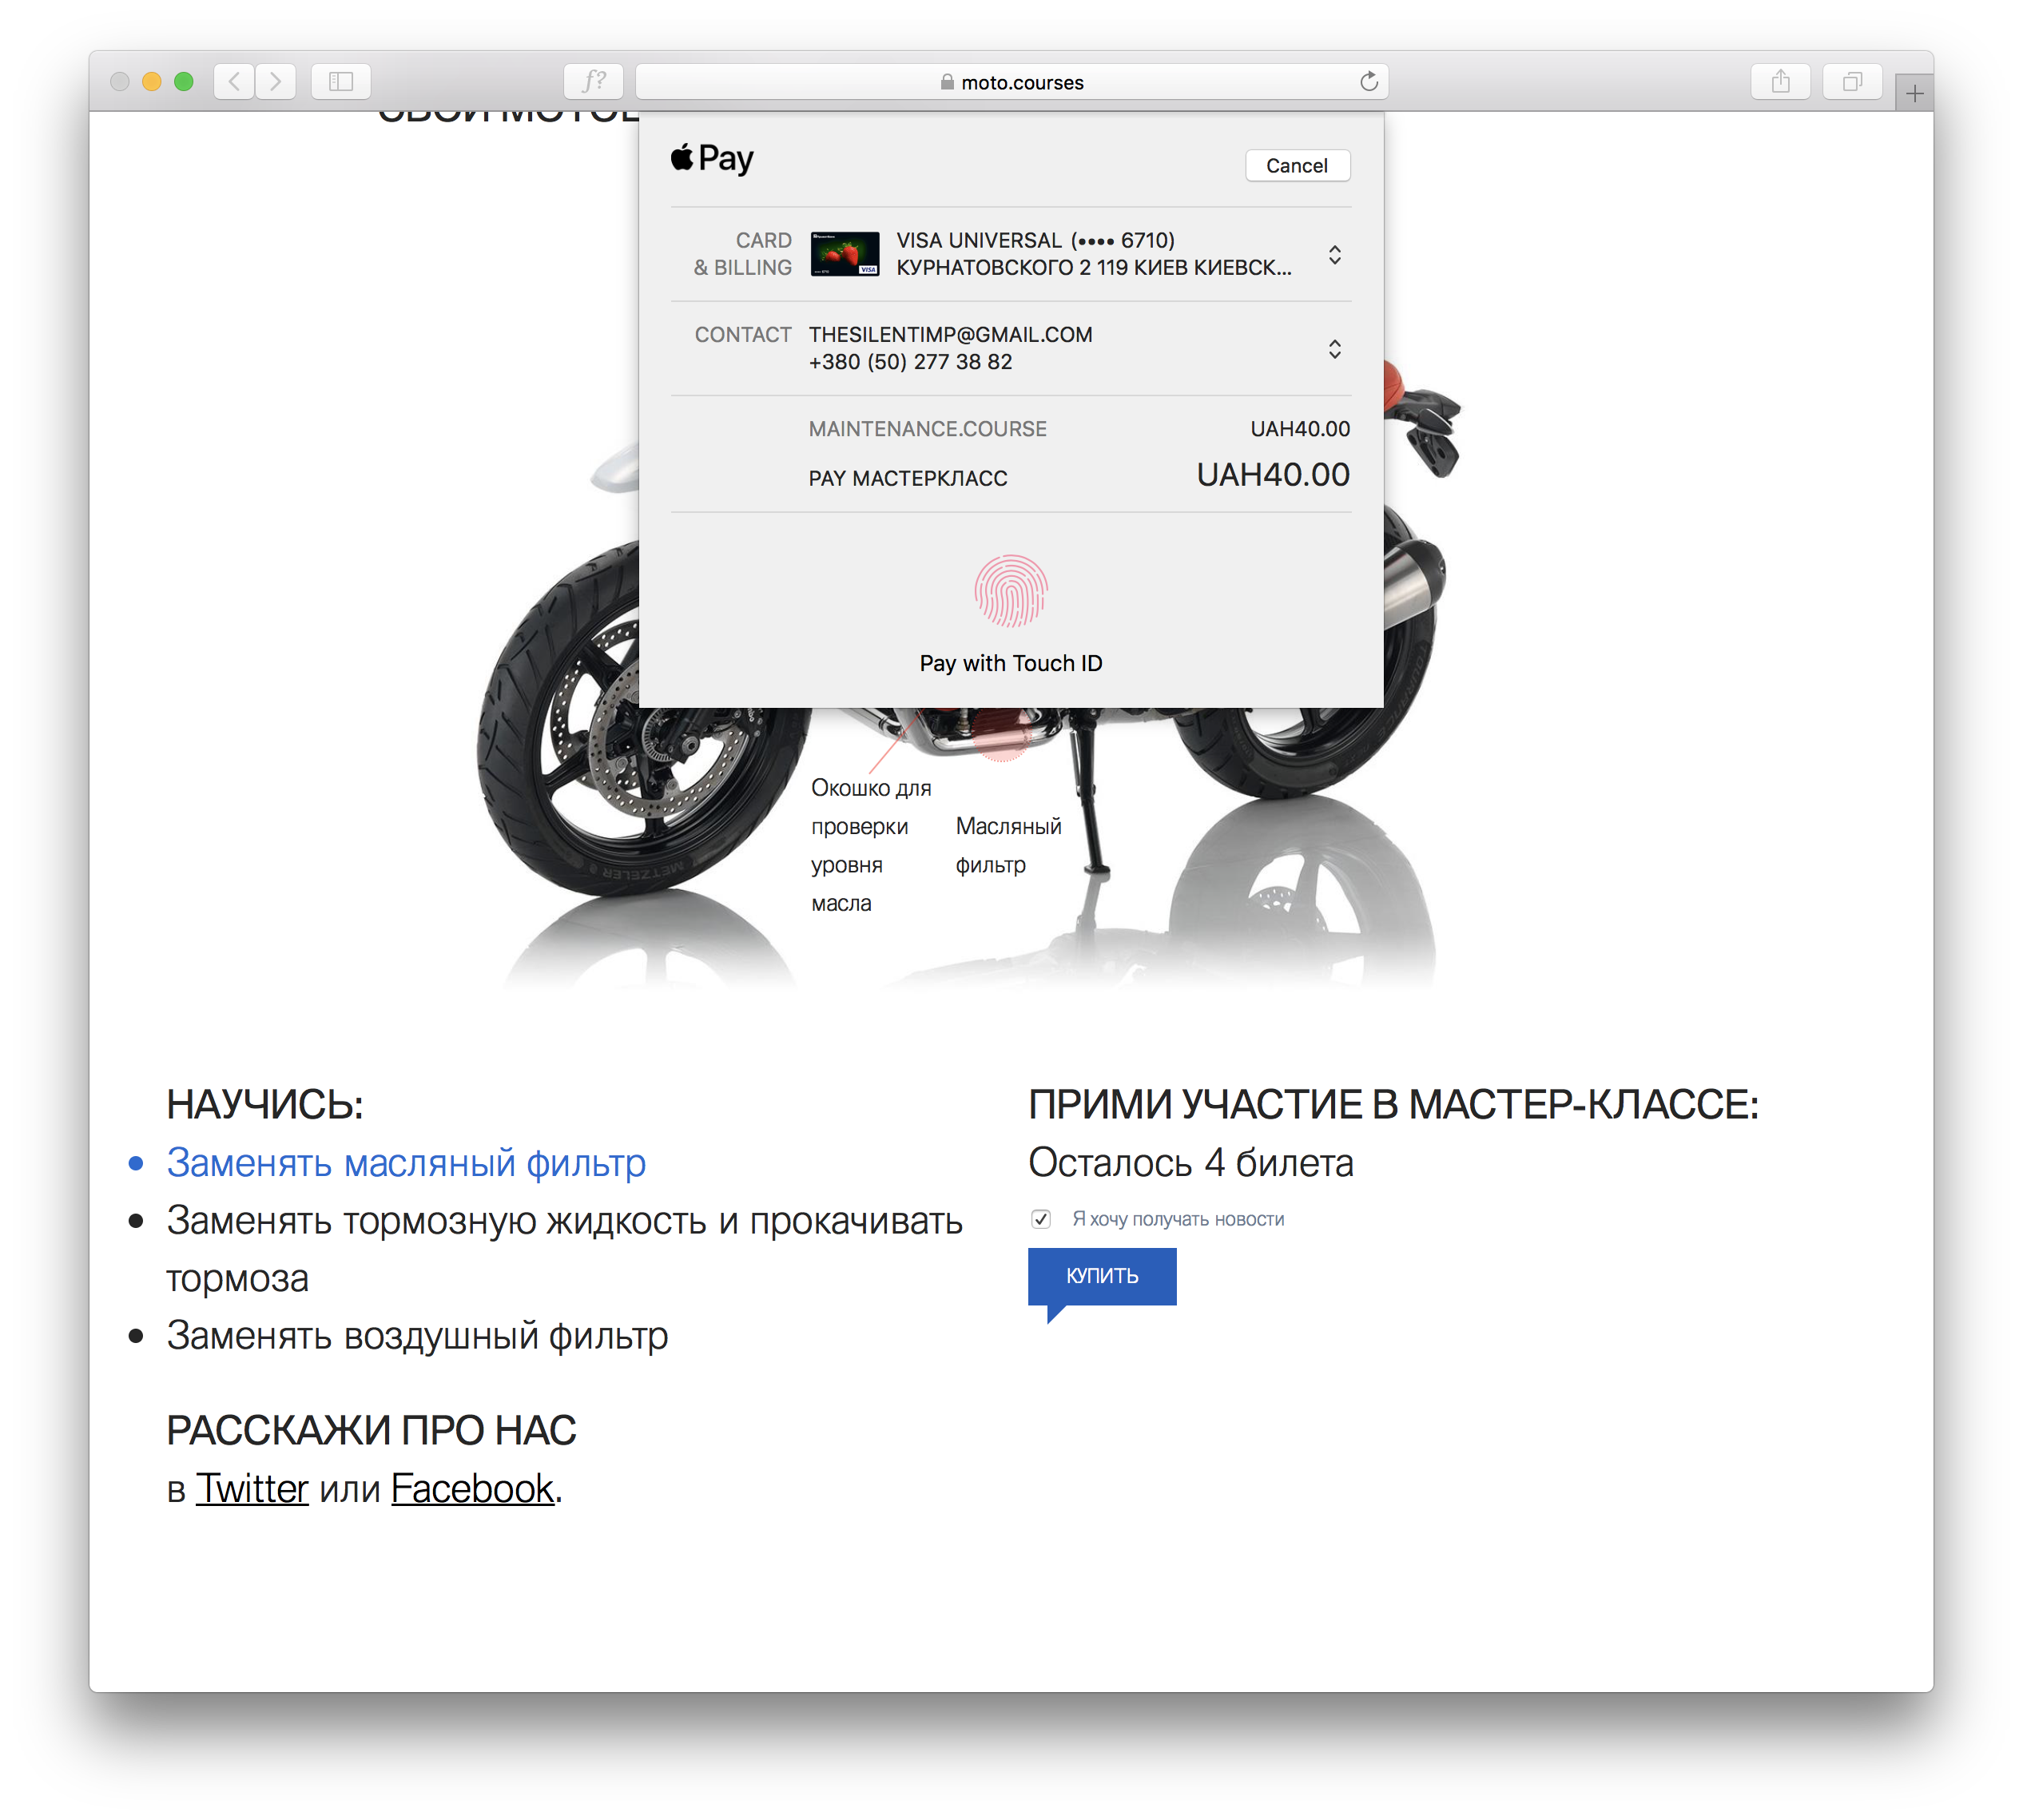 f?
moto.courses
Pay
Cancel
CARD
& BILLING
VISA UNIVERSAL (•••• 6710)
КУРНАТОВСКОГО 2 119 КИЕВ КИЕВСК...
CONTACT
THESILENTIMP@GMAIL.COM
+380 (50) 277 38 82
MAINTENANCE.COURSE UAH40.00
PAY МАСТЕРКЛАСС UAH40.00
Pay with Touch ID
METZELER
Окошко для
проверки
уровня
масла
Масляный
фильтр
НАУЧИСЬ:
Заменять масляный фильтр
Заменять тормозную жидкость и прокачивать
тормоза
Заменять воздушный фильтр
РАССКАЖИ ПРО НАС
в Twitter или Facebook.
ПРИМИ УЧАСТИЕ В МАСТЕР-КЛАССЕ:
Осталось 4 билета
Я хочу получать новости
КУПИТЬ